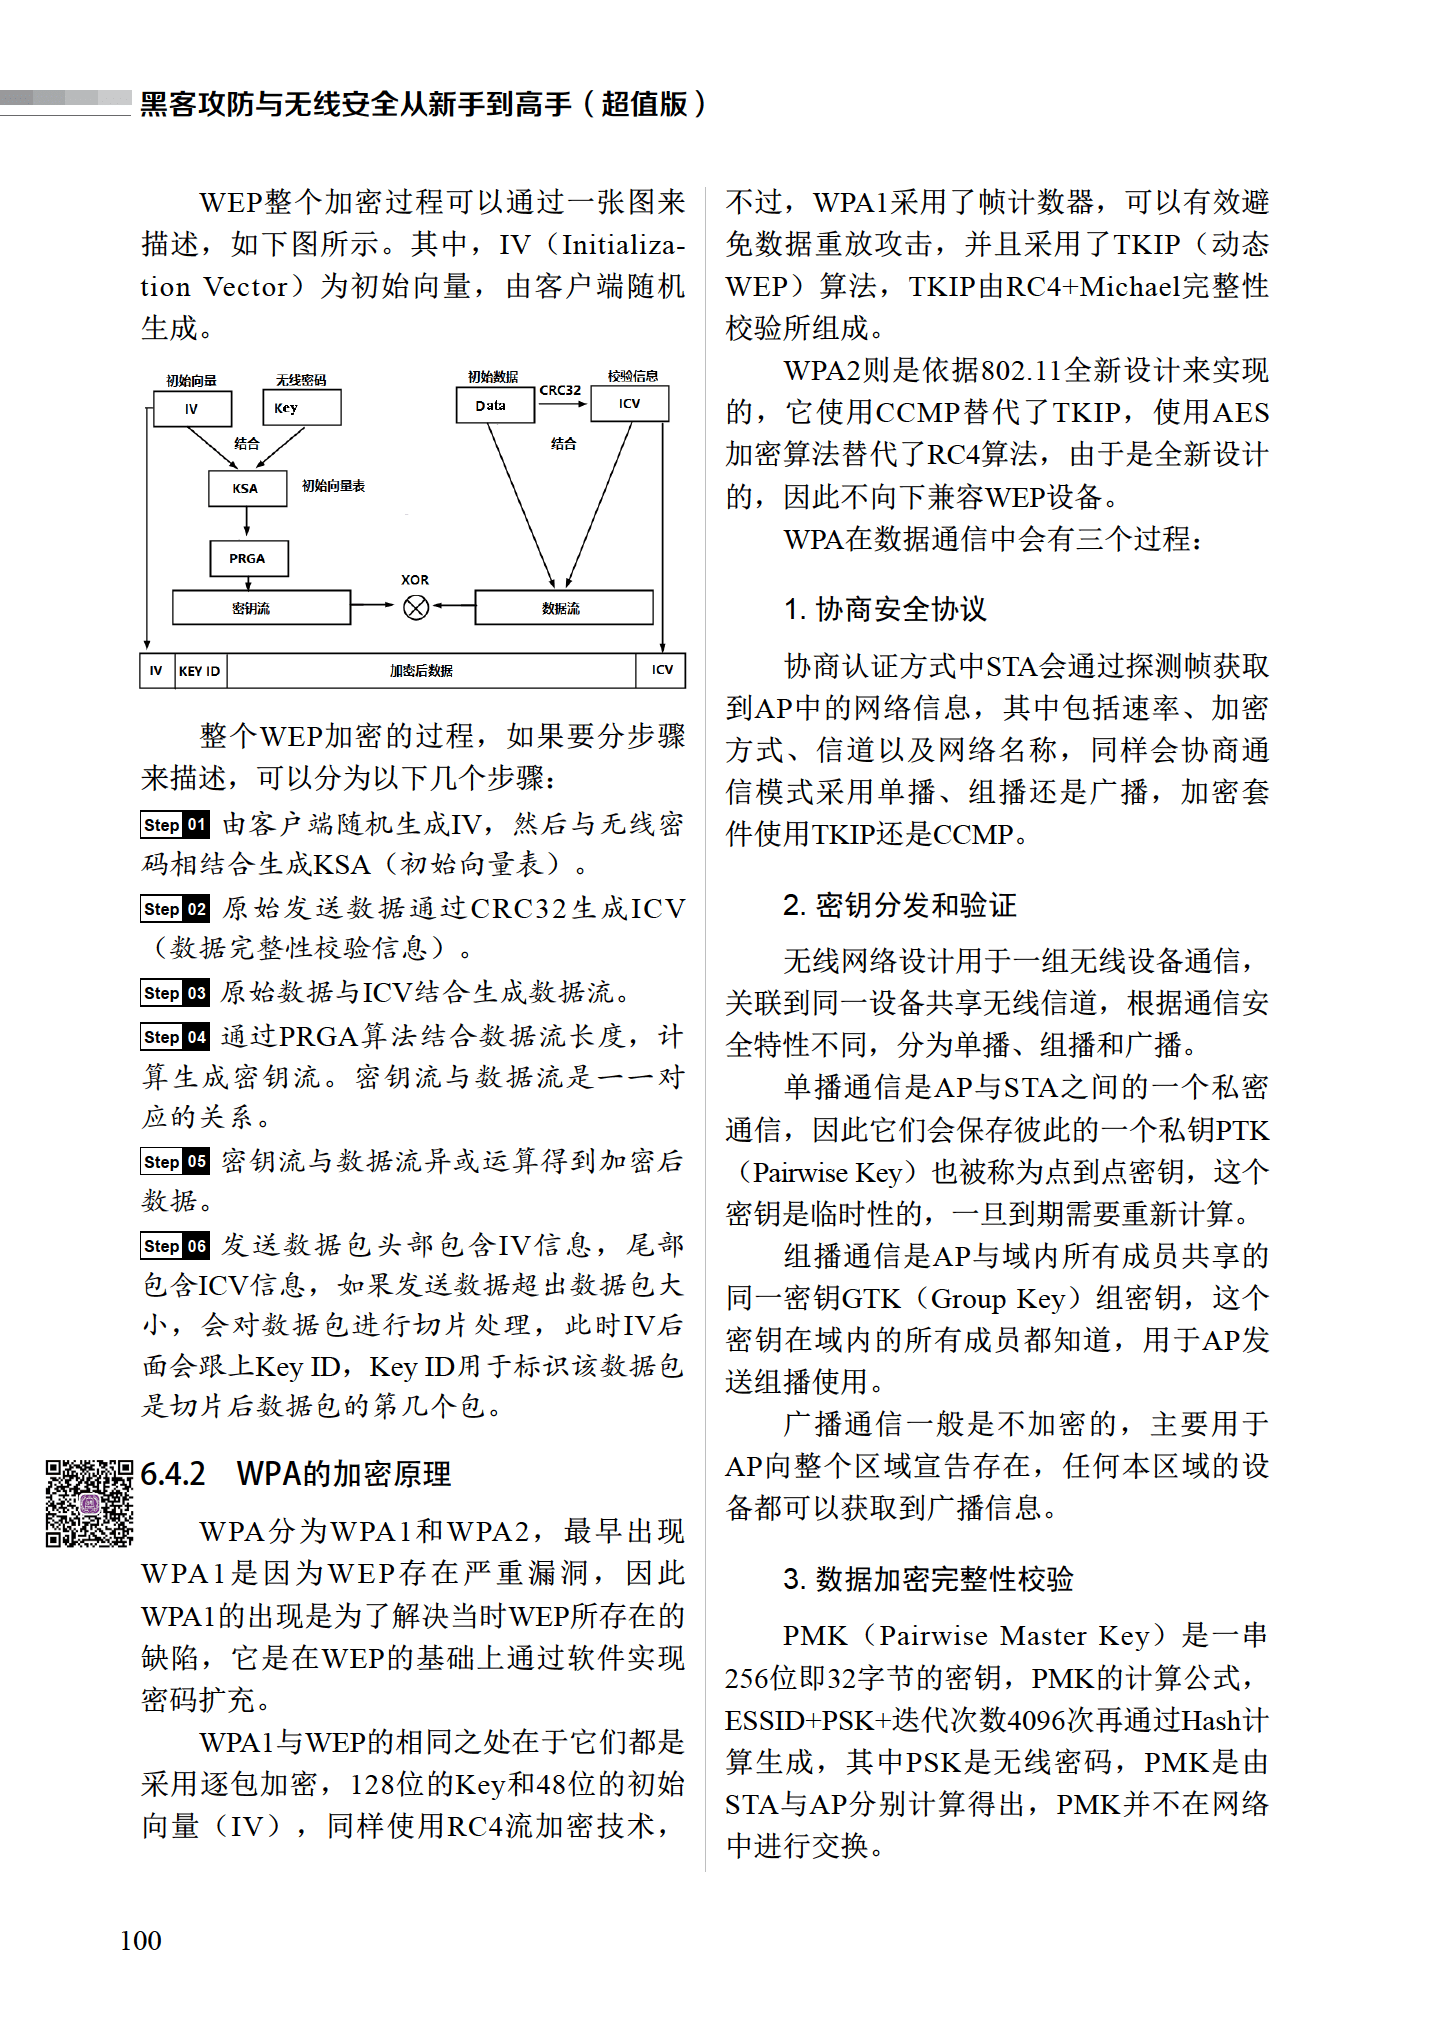 黑客攻防与无线安全从新手到高手（超值版）
WEP整个加密过程可以通过一张图来
描述，如下图所示。其中，IV（Initializa-
tion Vector）为初始向量，由客户端随机
生成。
初始向量 无线密码 初始数据 校验信息
IV Key Data CRC32 ICV
结合 结合
KSA 初始向量表
PRGA
XOR
密钥流 数据流
IV KEY ID 加密后数据 ICV
整个WEP加密的过程，如果要分步骤
来描述，可以分为以下几个步骤：
Step 01 由客户端随机生成IV，然后与无线密
码相结合生成KSA（初始向量表）。
Step 02 原始发送数据通过CRC32生成ICV
（数据完整性校验信息）。
Step 03 原始数据与ICV结合生成数据流。
Step 04 通过PRGA算法结合数据流长度，计
算生成密钥流。密钥流与数据流是一一对
应的关系。
Step 05 密钥流与数据流异或运算得到加密后
数据。
Step 06 发送数据包头部包含IV信息，尾部
包含ICV信息，如果发送数据超出数据包大
小，会对数据包进行切片处理，此时IV后
面会跟上Key ID，Key ID用于标识该数据包
是切片后数据包的第几个包。
6.4.2 WPA的加密原理
WPA分为WPA1和WPA2，最早出现
WPA1是因为WEP存在严重漏洞，因此
WPA1的出现是为了解决当时WEP所存在的
缺陷，它是在WEP的基础上通过软件实现
密码扩充。
WPA1与WEP的相同之处在于它们都是
采用逐包加密，128位的Key和48位的初始
向量（IV），同样使用RC4流加密技术，
不过，WPA1采用了帧计数器，可以有效避
免数据重放攻击，并且采用了TKIP（动态
WEP）算法，TKIP由RC4+Michael完整性
校验所组成。
WPA2则是依据802.11全新设计来实现
的，它使用CCMP替代了TKIP，使用AES
加密算法替代了RC4算法，由于是全新设计
的，因此不向下兼容WEP设备。
WPA在数据通信中会有三个过程：
1. 协商安全协议
协商认证方式中STA会通过探测帧获取
到AP中的网络信息，其中包括速率、加密
方式、信道以及网络名称，同样会协商通
信模式采用单播、组播还是广播，加密套
件使用TKIP还是CCMP。
2. 密钥分发和验证
无线网络设计用于一组无线设备通信，
关联到同一设备共享无线信道，根据通信安
全特性不同，分为单播、组播和广播。
单播通信是AP与STA之间的一个私密
通信，因此它们会保存彼此的一个私钥PTK
（Pairwise Key）也被称为点到点密钥，这个
密钥是临时性的，一旦到期需要重新计算。
组播通信是AP与域内所有成员共享的
同一密钥GTK（Group Key）组密钥，这个
密钥在域内的所有成员都知道，用于AP发
送组播使用。
广播通信一般是不加密的，主要用于
AP向整个区域宣告存在，任何本区域的设
备都可以获取到广播信息。
3. 数据加密完整性校验
PMK（Pairwise Master Key）是一串
256位即32字节的密钥，PMK的计算公式，
ESSID+PSK+迭代次数4096次再通过Hash计
算生成，其中PSK是无线密码，PMK是由
STA与AP分别计算得出，PMK并不在网络
中进行交换。
100